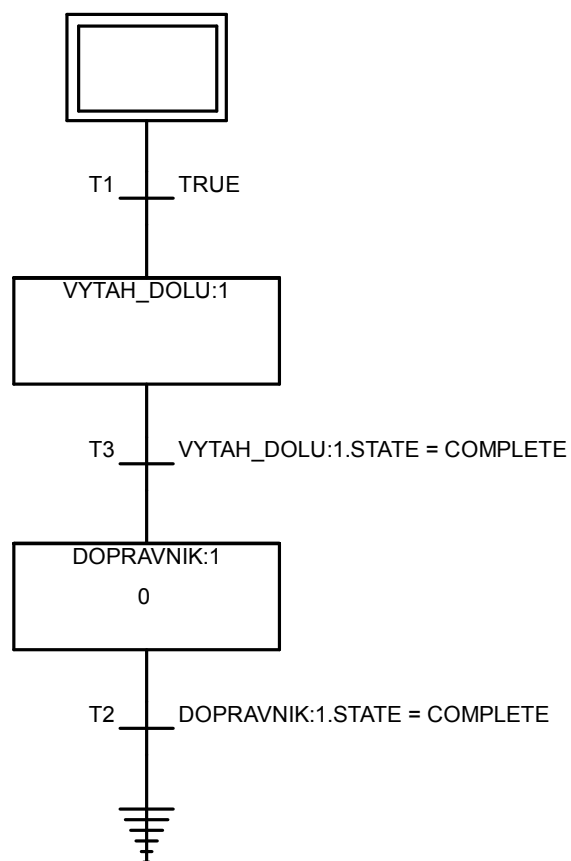 T1 TRUE
VYTAH_DOLU:1
T3 VYTAH_DOLU:1.STATE = COMPLETE
DOPRAVNIK:1
0
T2 DOPRAVNIK:1.STATE = COMPLETE